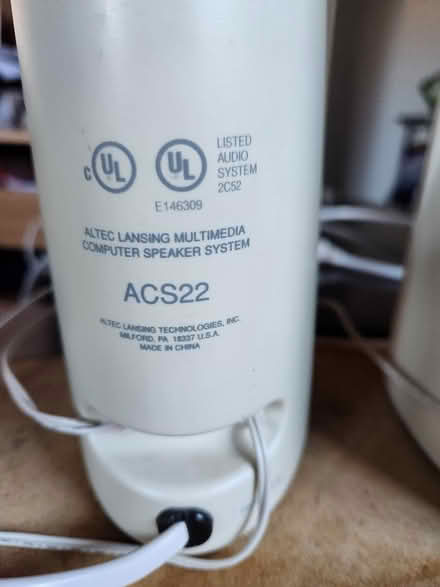 c UL UL
LISTED
AUDIO
SYSTEM
2C52
E146309
ALTEC LANSING MULTIMEDIA
COMPUTER SPEAKER SYSTEM
ACS22
ALTEC LANSING TECHNOLOGIES, INC.
MILFORD, PA 18337 U.S.A.
MADE IN CHINA